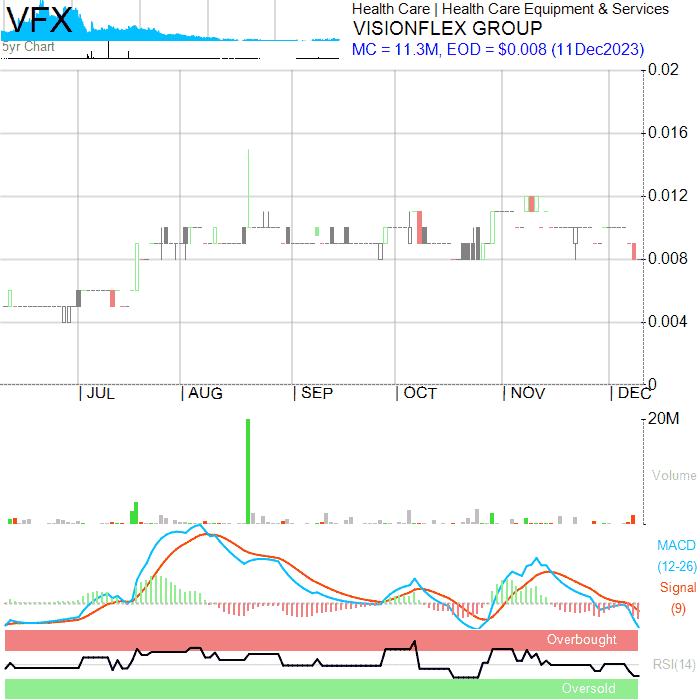 VFX
5yr Chart
Health Care | Health Care Equipment & Services
VISIONFLEX GROUP
MC = 11.3M, EOD = $0.008 (11Dec2023)
0.02
0.016
0.012
0.008
0.004
0
| JUL | AUG | SEP | OCT | NOV | DEC
20M
Volume
MACD
(12-26)
Signal
(9)
Overbought
RSI(14)
Oversold